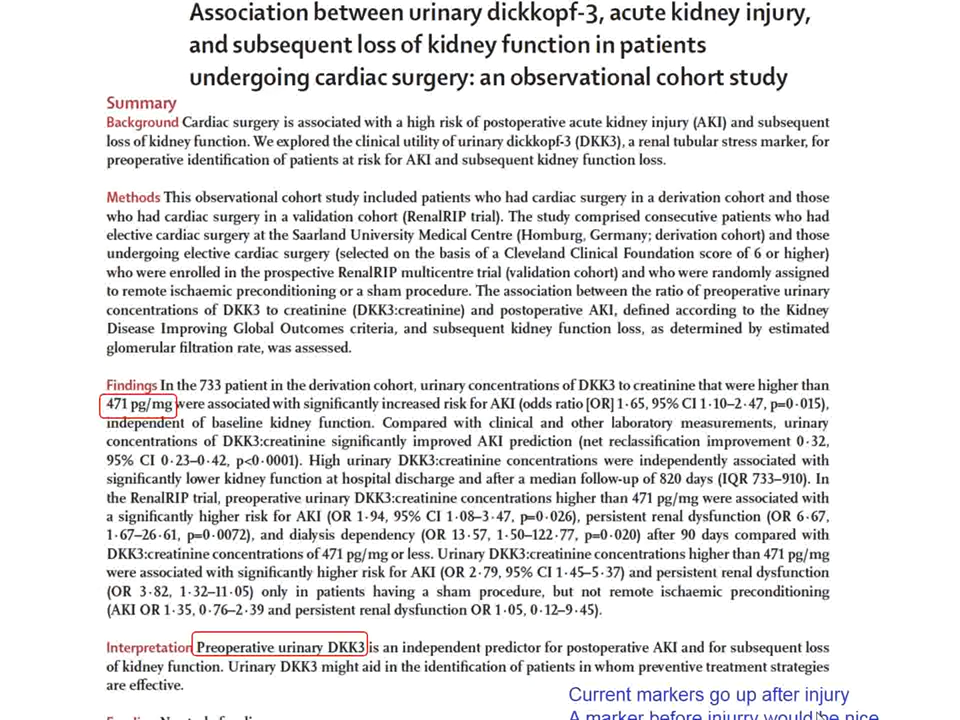 Association between urinary dickkopf-3, acute kidney injury,
and subsequent loss of kidney function in patients
undergoing cardiac surgery: an observational cohort study
Summary
Background Cardiac surgery is associated with a high risk of postoperative acute kidney injury (AKI) and subsequent
loss of kidney function. We explored the clinical utility of urinary dickkopf-3 (DKK3), a renal tubular stress marker, for
preoperative identification of patients at risk for AKI and subsequent kidney function loss.
Methods This observational cohort study included patients who had cardiac surgery in a derivation cohort and those
who had cardiac surgery in a validation cohort (RenalRIP trial). The study comprised consecutive patients who had
elective cardiac surgery at the Saarland University Medical Centre (Homburg, Germany; derivation cohort) and those
undergoing elective cardiac surgery (selected on the basis of a Cleveland Clinical Foundation score of 6 or higher)
who were enrolled in the prospective RenalRIP multicentre trial (validation cohort) and who were randomly assigned
to remote ischaemic preconditioning or a sham procedure. The association between the ratio of preoperative urinary
concentrations of DKK3 to creatinine (DKK3:creatinine) and postoperative AKI, defined according to the Kidney
Disease Improving Global Outcomes criteria, and subsequent kidney function loss, as determined by estimated
glomerular filtration rate, was assessed.
Findings In the 733 patient in the derivation cohort, urinary concentrations of DKK3 to creatinine that were higher than
471 pg/mg were associated with significantly increased risk for AKI (odds ratio [OR] 1·65, 95% CI 1·10–2·47, p=0·015),
independent of baseline kidney function. Compared with clinical and other laboratory measurements, urinary
concentrations of DKK3:creatinine significantly improved AKI prediction (net reclassification improvement 0·32,
95% CI 0·23–0·42, p<0·0001). High urinary DKK3:creatinine concentrations were independently associated with
significantly lower kidney function at hospital discharge and after a median follow-up of 820 days (IQR 733–910). In
the RenalRIP trial, preoperative urinary DKK3:creatinine concentrations higher than 471 pg/mg were associated with
a significantly higher risk for AKI (OR 1·94, 95% CI 1·08–3·47, p=0·026), persistent renal dysfunction (OR 6·67,
1·67–26·61, p=0·0072), and dialysis dependency (OR 13·57, 1·50–122·77, p=0·020) after 90 days compared with
DKK3:creatinine concentrations of 471 pg/mg or less. Urinary DKK3:creatinine concentrations higher than 471 pg/mg
were associated with significantly higher risk for AKI (OR 2·79, 95% CI 1·45–5·37) and persistent renal dysfunction
(OR 3·82, 1·32–11·05) only in patients having a sham procedure, but not remote ischaemic preconditioning
(AKI OR 1·35, 0·76–2·39 and persistent renal dysfunction OR 1·05, 0·12–9·45).
Interpretation Preoperative urinary DKK3 is an independent predictor for postoperative AKI and for subsequent loss
of kidney function. Urinary DKK3 might aid in the identification of patients in whom preventive treatment strategies
are effective.
Current markers go up after injury
A marker before injurry would be nice